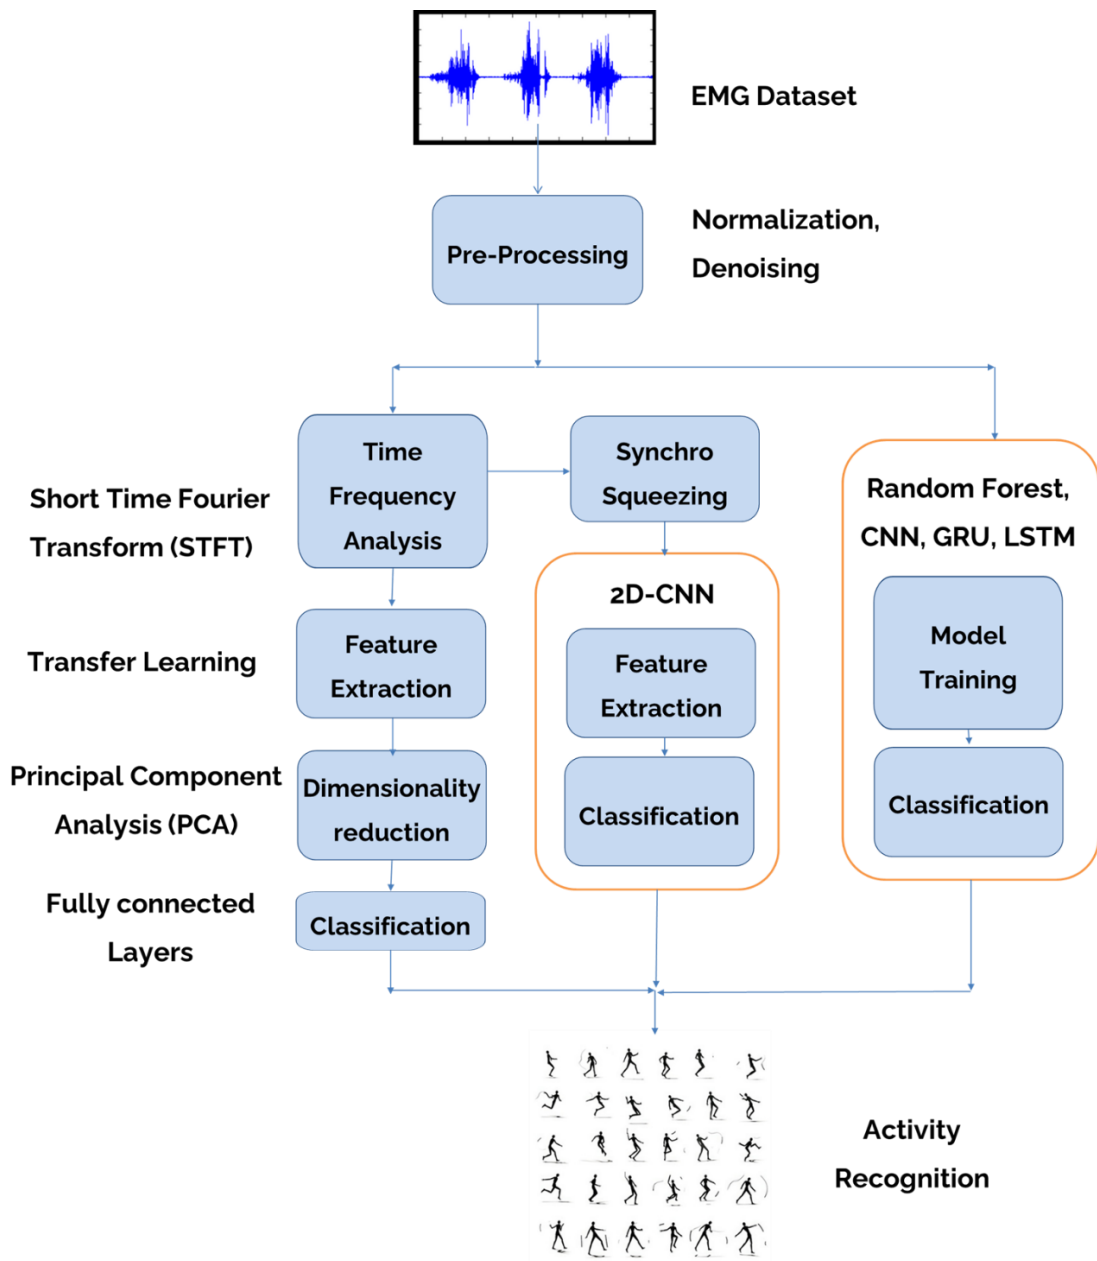 EMG Dataset
Pre-Processing
Normalization,
Denoising
Short Time Fourier
Transform (STFT)
Time
Frequency
Analysis
Synchro
Squeezing
Random Forest,
CNN, GRU, LSTM
Transfer Learning
Feature
Extraction
2D-CNN
Feature
Extraction
Model
Training
Principal Component
Analysis (PCA)
Dimensionality
reduction
Classification
Classification
Fully connected
Layers
Classification
Activity
Recognition